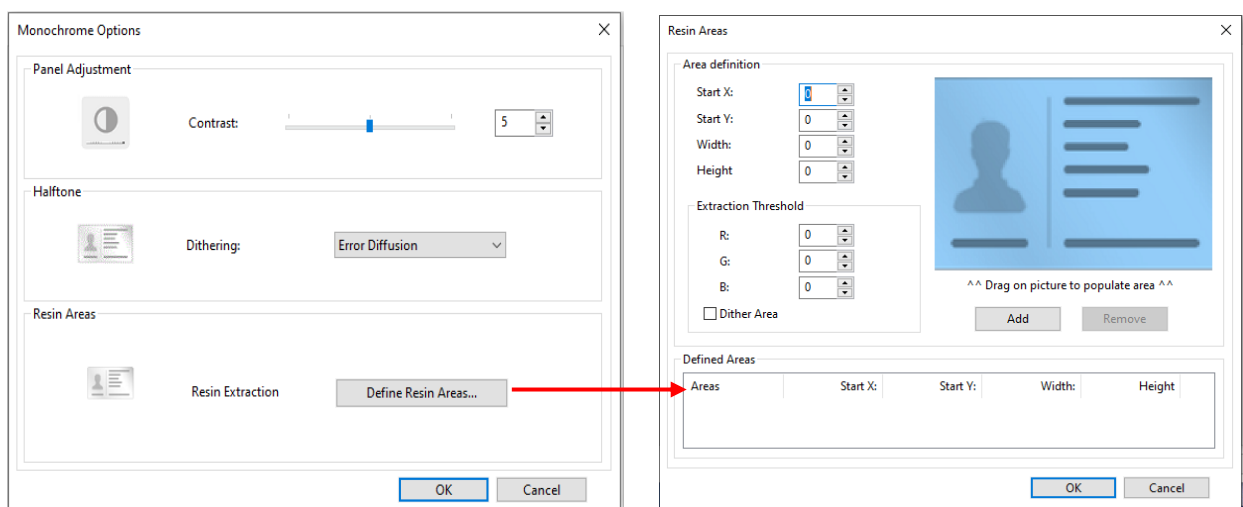 Monochrome Options
Panel Adjustment
Contrast:
5
Halftone
Dithering:
Error Diffusion
Resin Areas
Resin Extraction
Define Resin Areas...
OK
Cancel
Resin Areas
Area definition
Start X:
0
Start Y:
0
Width:
0
Height
0
Extraction Threshold
R:
0
G:
0
B:
0
Dither Area
^^ Drag on picture to populate area ^^
Add
Remove
Defined Areas
Areas Start X: Start Y: Width: Height
OK
Cancel